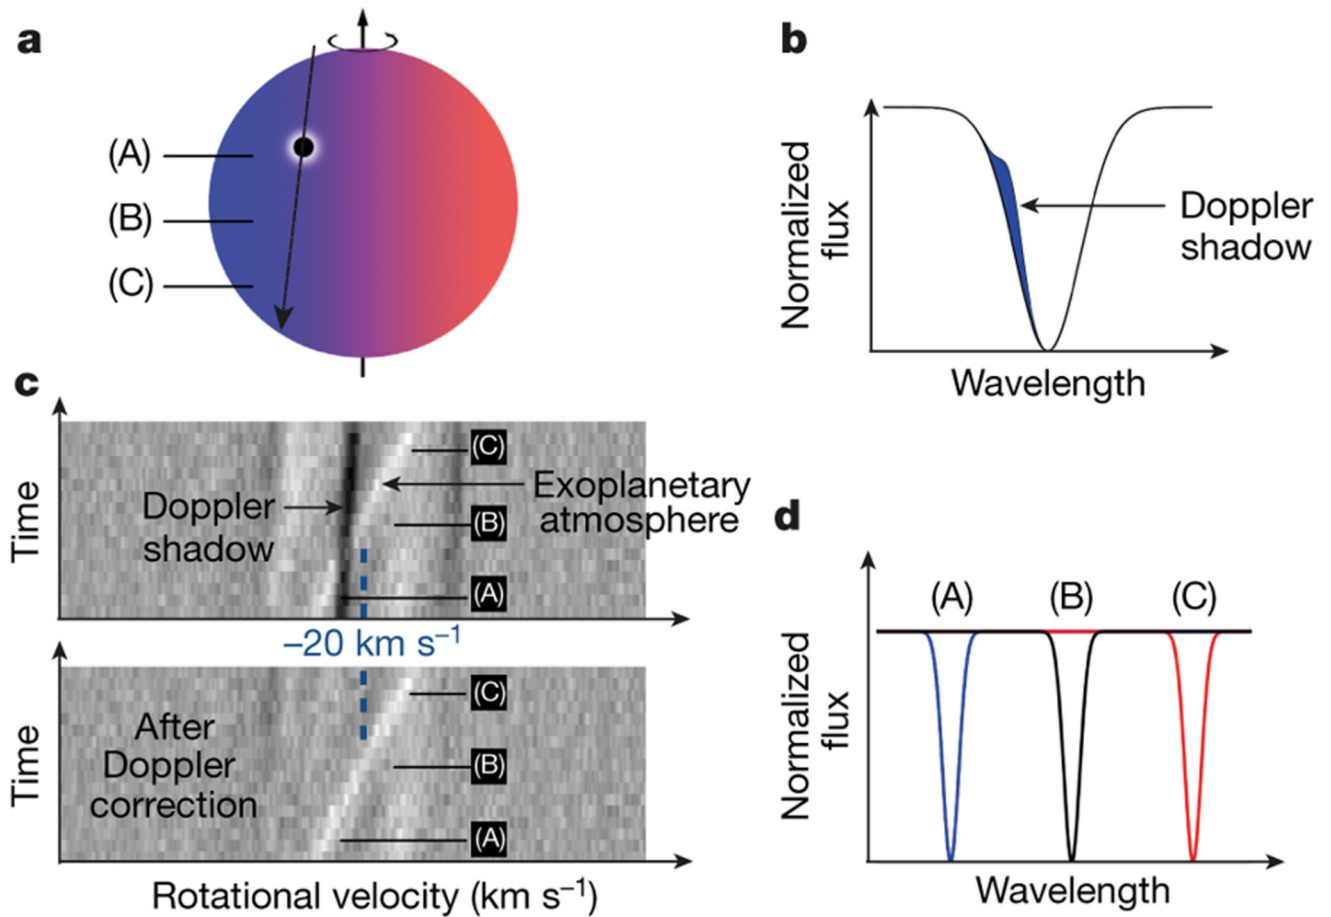 a
(A)
(B)
(C)
b
Normalized
flux
Doppler
shadow
Wavelength
c
Time
Doppler
shadow
(C)
Exoplanetary
atmosphere
(B)
(A)
–20 km s⁻¹
Time
After
Doppler
correction
(C)
(B)
(A)
Rotational velocity (km s⁻¹)
d
Normalized
flux
(A) (B) (C)
Wavelength